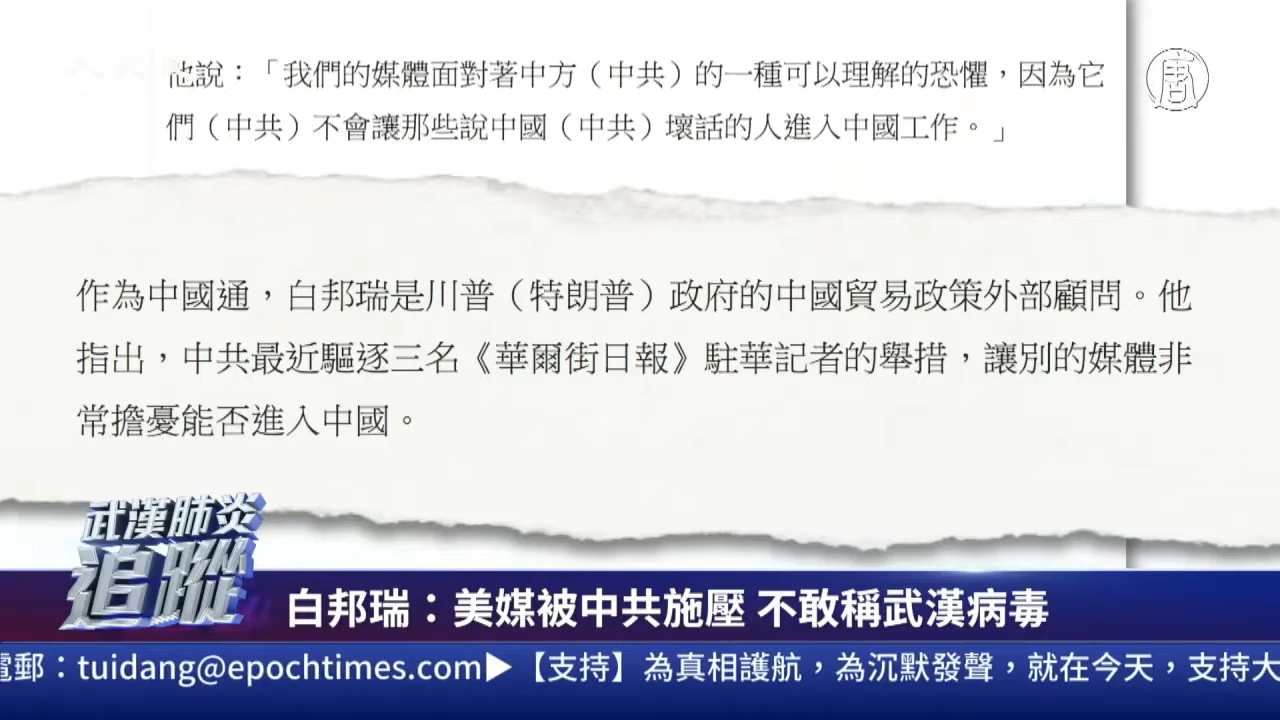 他說：「我們的媒體面對著中方（中共）的一種可以理解的恐懼，因為它
們（中共）不會讓那些說中國（中共）壞話的人進入中國工作。」
唐
作為中國通，白邦瑞是川普（特朗普）政府的中國貿易政策外部顧問。他
指出，中共最近驅逐三名《華爾街日報》駐華記者的舉措，讓別的媒體非
常擔憂能否進入中國。
武漢肺炎
追蹤
白邦瑞：美媒被中共施壓 不敢稱武漢病毒
電郵：tuidang@epochtimes.com▶【支持】為真相護航，為沉默發聲，就在今天，支持大